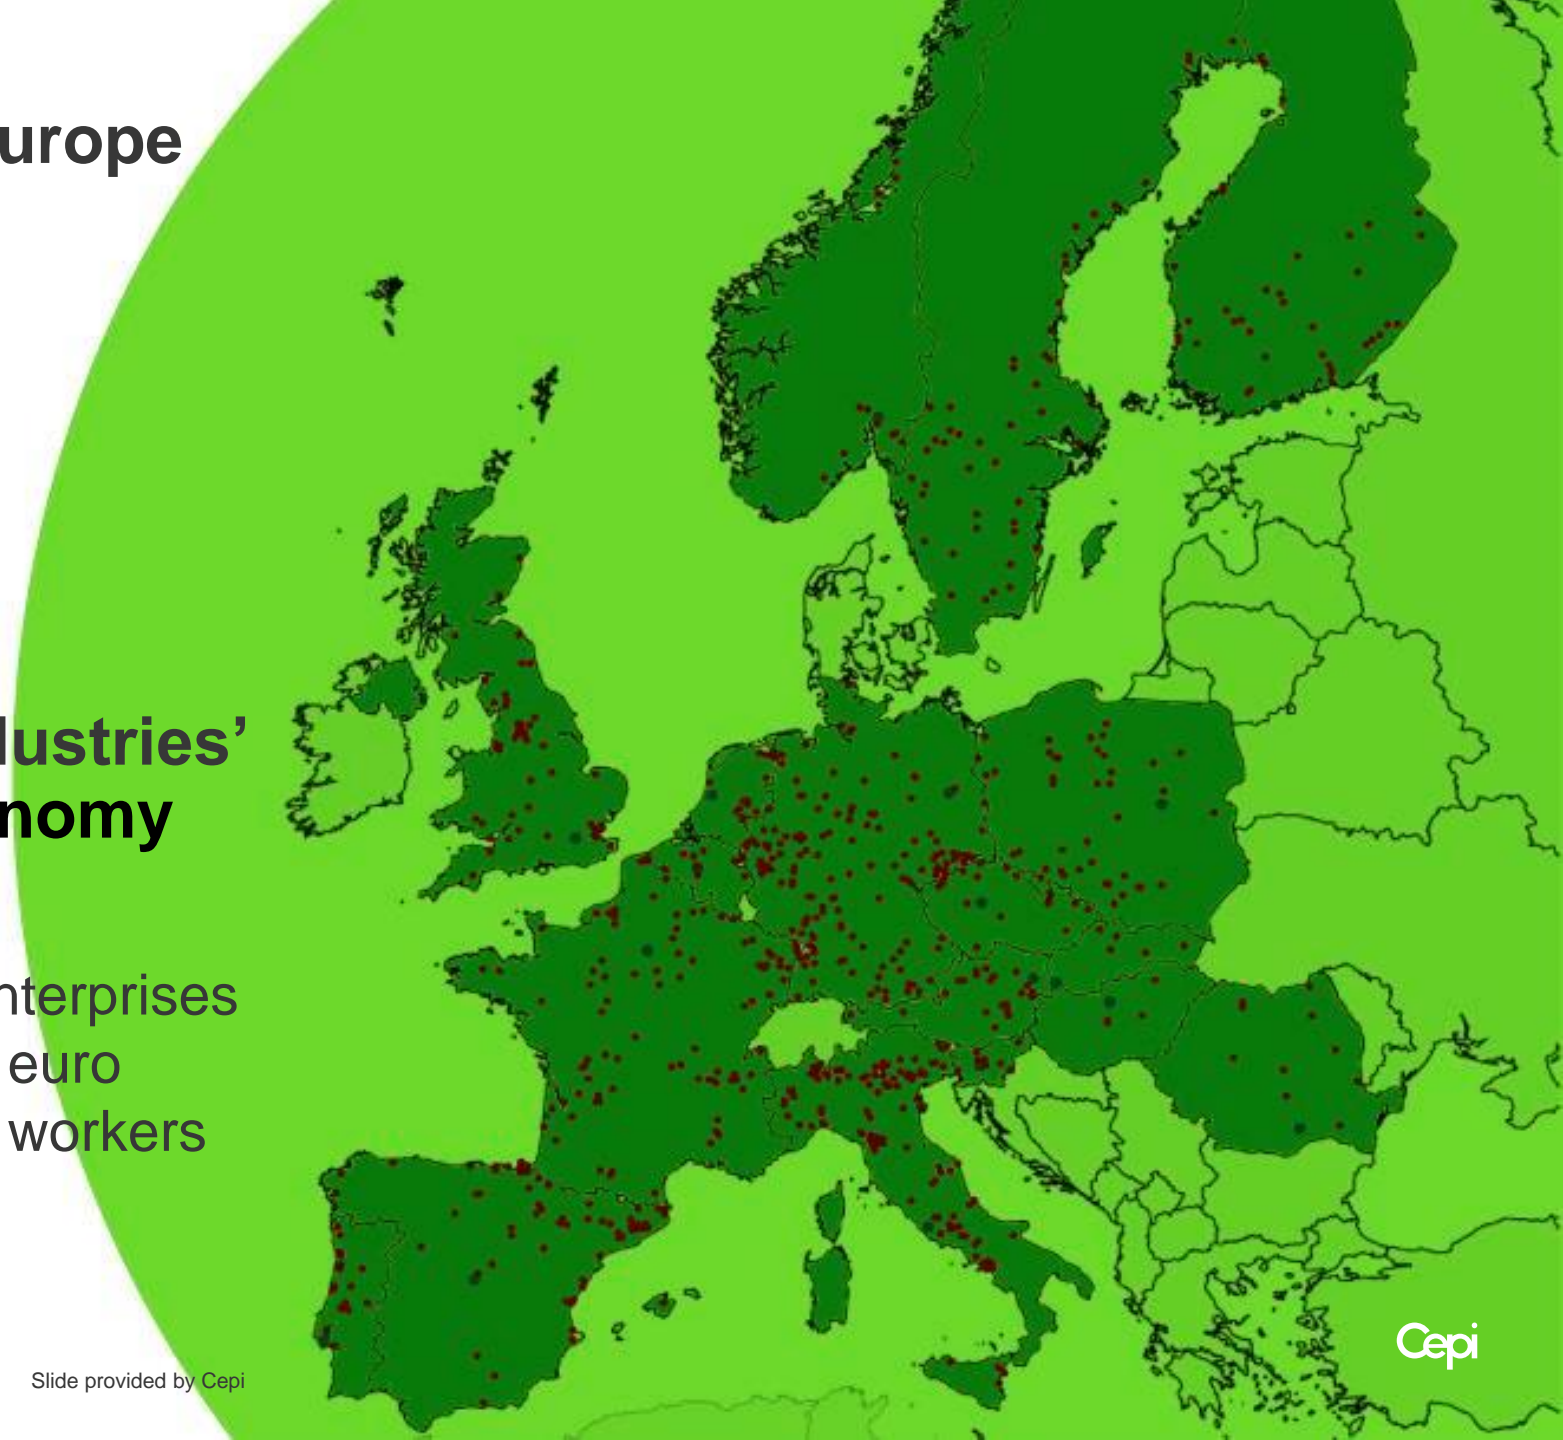 urope
lustries’
nomy
nterprises
euro
workers
Slide provided by Cepi
Cepi